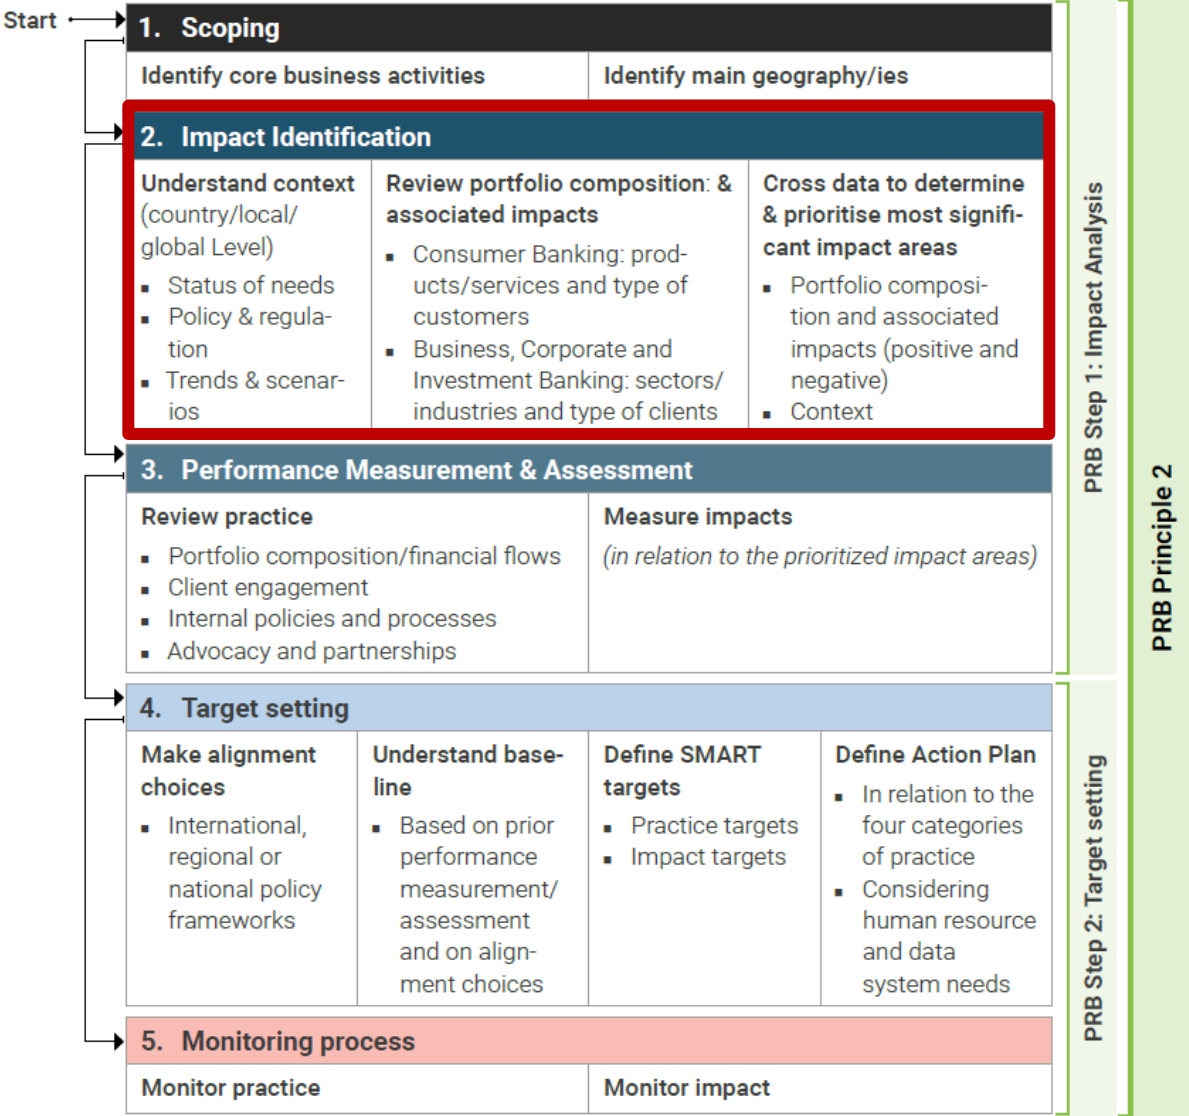 Start
1. Scoping
Identify core business activities
Identify main geography/ies
2. Impact Identification
Understand context
(country/local/
global Level)
▪ Status of needs
▪ Policy & regula-
tion
▪ Trends & scenar-
ios
Review portfolio composition: &
associated impacts
▪ Consumer Banking: prod-
ucts/services and type of
customers
▪ Business, Corporate and
Investment Banking: sectors/
industries and type of clients
Cross data to determine
& prioritise most signifi-
cant impact areas
▪ Portfolio composi-
tion and associated
impacts (positive and
negative)
▪ Context
3. Performance Measurement & Assessment
Review practice
▪ Portfolio composition/financial flows
▪ Client engagement
▪ Internal policies and processes
▪ Advocacy and partnerships
Measure impacts
(in relation to the prioritized impact areas)
4. Target setting
Make alignment
choices
▪ International,
regional or
national policy
frameworks
Understand base-
line
▪ Based on prior
performance
measurement/
assessment
and on align-
ment choices
Define SMART
targets
▪ Practice targets
▪ Impact targets
Define Action Plan
▪ In relation to the
four categories
of practice
▪ Considering
human resource
and data
system needs
5. Monitoring process
Monitor practice
Monitor impact
PRB Step 1: Impact Analysis
PRB Step 2: Target setting
PRB Principle 2